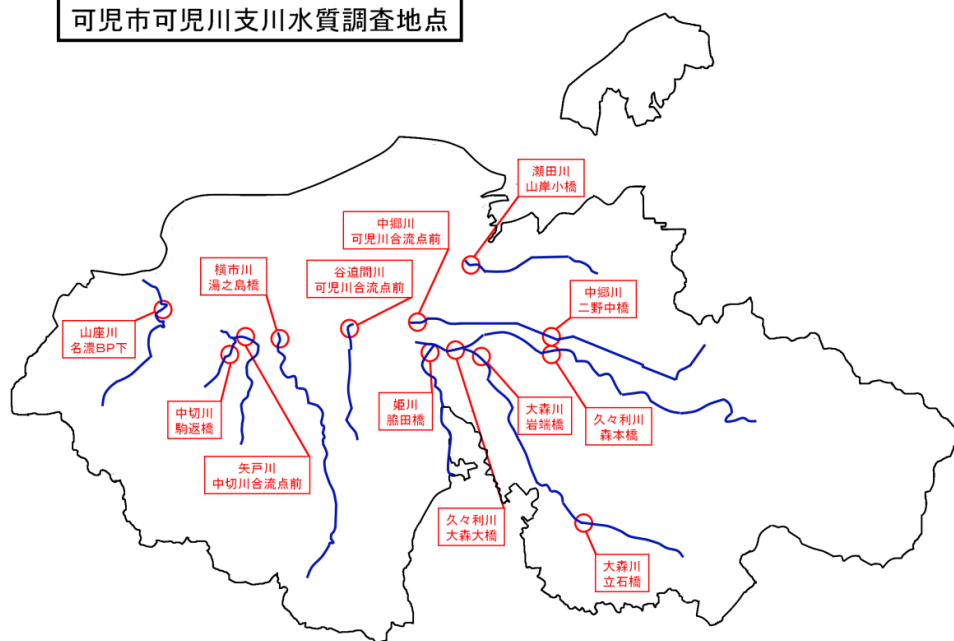 可児市可児川支川水質調査地点
瀬田川
山岸小橋
中郷川
可児川合流点前
横市川
湯之島橋
谷迫間川
可児川合流点前
中郷川
二野中橋
山座川
名濃BP下
中切川
駒返橋
姫川
脇田橋
大森川
岩端橋
久々利川
森本橋
矢戸川
中切川合流点前
久々利川
大森大橋
大森川
立石橋